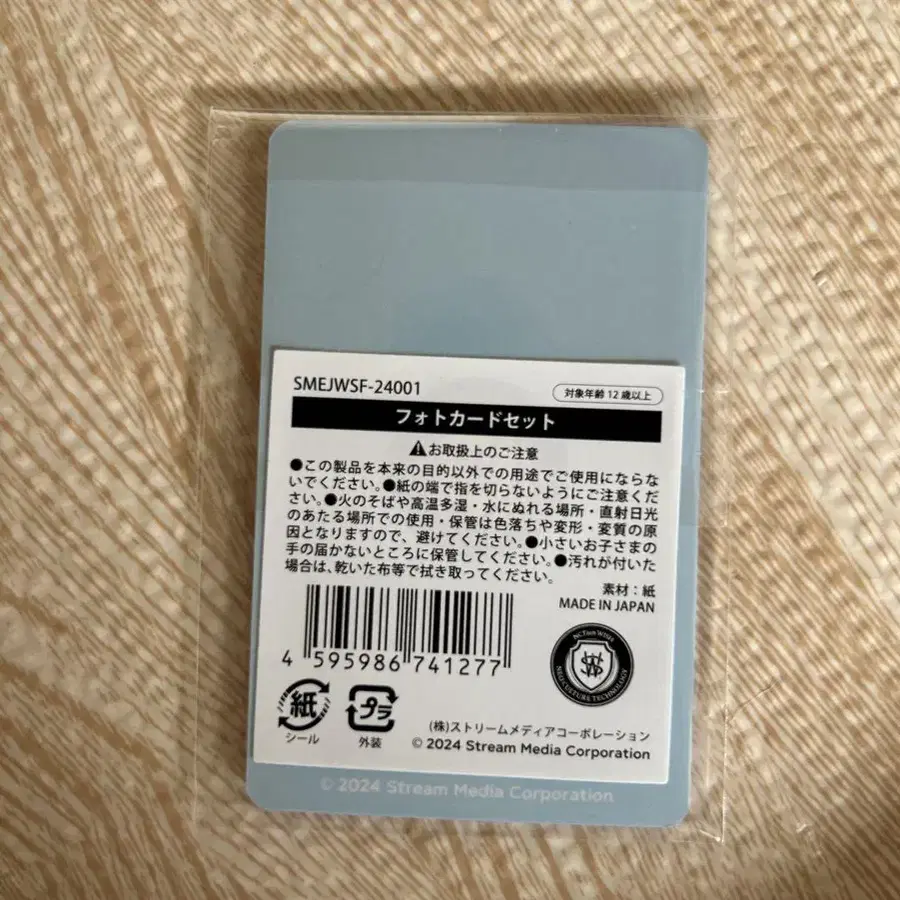 SMEJWSF-24001
対象年齢 12 歳以上
フォトカードセット
お取扱上のご注意
●この製品を本来の目的以外での用途でご使用にならな
いでください。●紙の端で指を切らないようにご注意くだ
さい。●火のそばや高温多湿・水にぬれる場所・直射日光
のあたる場所での使用・保管は色落ちや変形・変質の原
因となりますので、避けてください。●小さいお子さまの
手の届かないところに保管してください。●汚れが付いた
場合は、乾いた布等で拭き取ってください。
素材：紙
MADE IN JAPAN
4 595986 741277
NCTion WISH
NEO CULTURE TECHNOLOGY
紙
シール
プラ
外装
(株)ストリームメディアコーポレーション
© 2024 Stream Media Corporation
© 2024 Stream Media Corporation